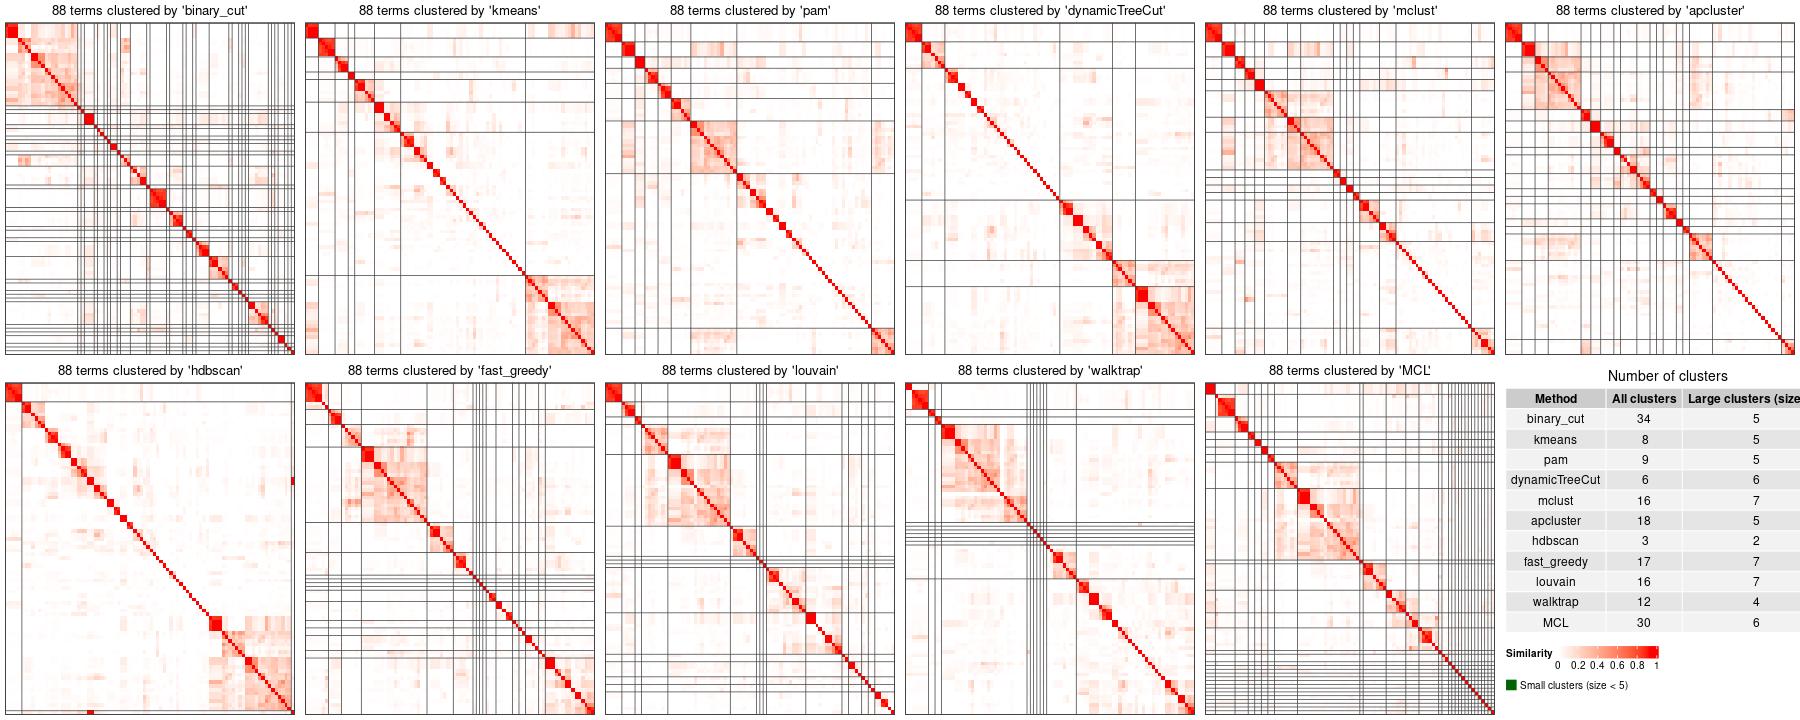 88 terms clustered by 'binary_cut'
88 terms clustered by 'kmeans'
88 terms clustered by 'pam'
88 terms clustered by 'dynamicTreeCut'
88 terms clustered by 'mclust'
88 terms clustered by 'apcluster'
88 terms clustered by 'hdbscan'
88 terms clustered by 'fast_greedy'
88 terms clustered by 'louvain'
88 terms clustered by 'walktrap'
88 terms clustered by 'MCL'
Number of clusters
Method All clusters Large clusters (size
binary_cut 34 5
kmeans 8 5
pam 9 5
dynamicTreeCut 6 6
mclust 16 7
apcluster 18 5
hdbscan 3 2
fast_greedy 17 7
louvain 16 7
walktrap 12 4
MCL 30 6
Similarity
0 0.2 0.4 0.6 0.8 1
Small clusters (size < 5)